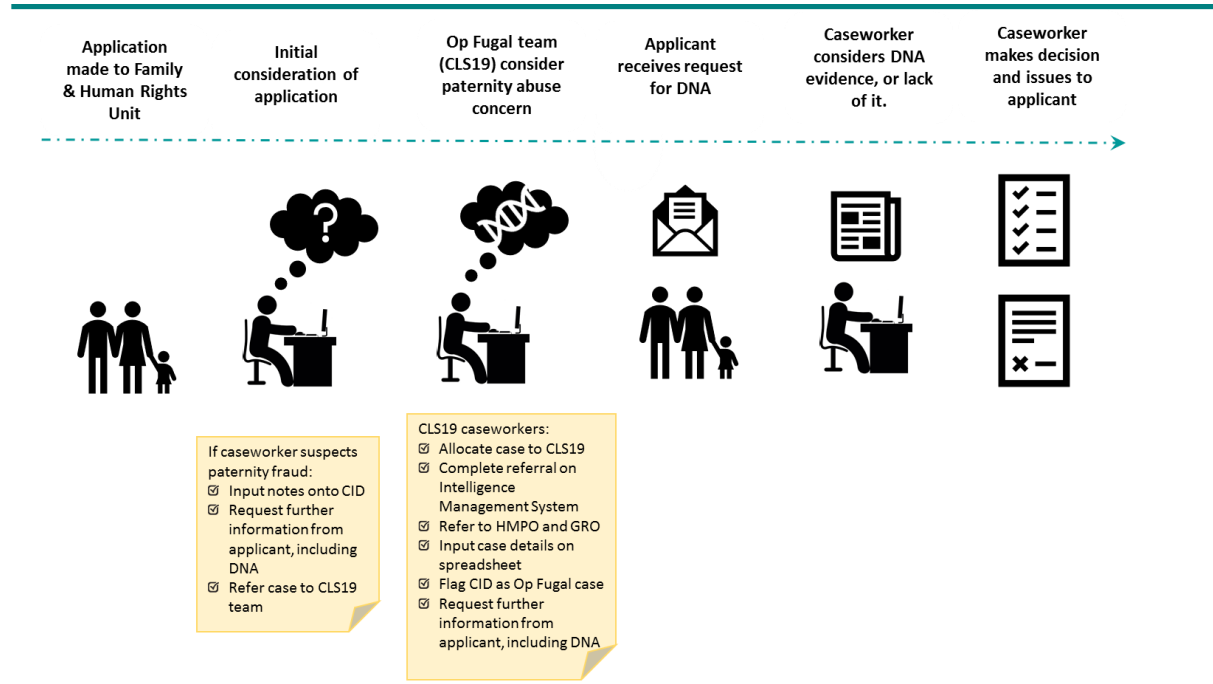 Application
made to Family
& Human Rights
Unit
Initial
consideration of
application
Op Fugal team
(CLS19) consider
paternity abuse
concern
Applicant
receives request
for DNA
Caseworker
considers DNA
evidence, or lack
of it.
Caseworker
makes decision
and issues to
applicant
?
If caseworker suspects
paternity fraud:
Input notes onto CID
Request further
information from
applicant, including
DNA
Refer case to CLS19
team
CLS19 caseworkers:
Allocate case to CLS19
Complete referral on
Intelligence
Management System
Refer to HMPO and GRO
Input case details on
spreadsheet
Flag CID as Op Fugal case
Request further
information from
applicant, including DNA